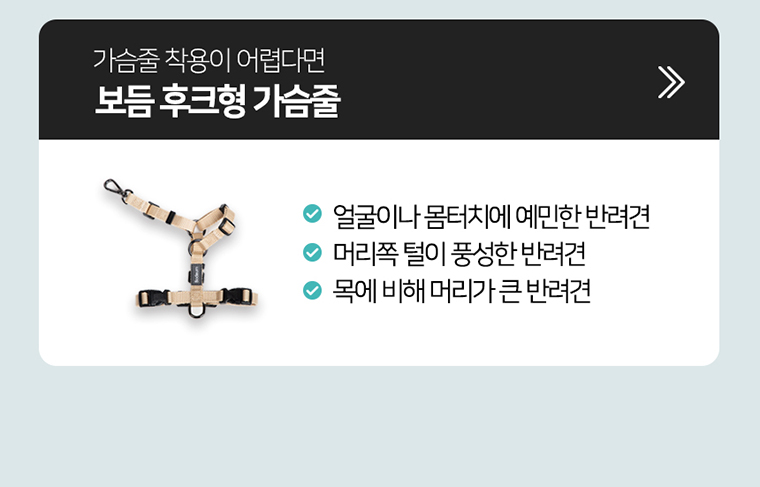 가슴줄 착용이 어렵다면
보듬 후크형 가슴줄
얼굴이나 몸터치에 예민한 반려견
머리쪽 털이 풍성한 반려견
목에 비해 머리가 큰 반려견